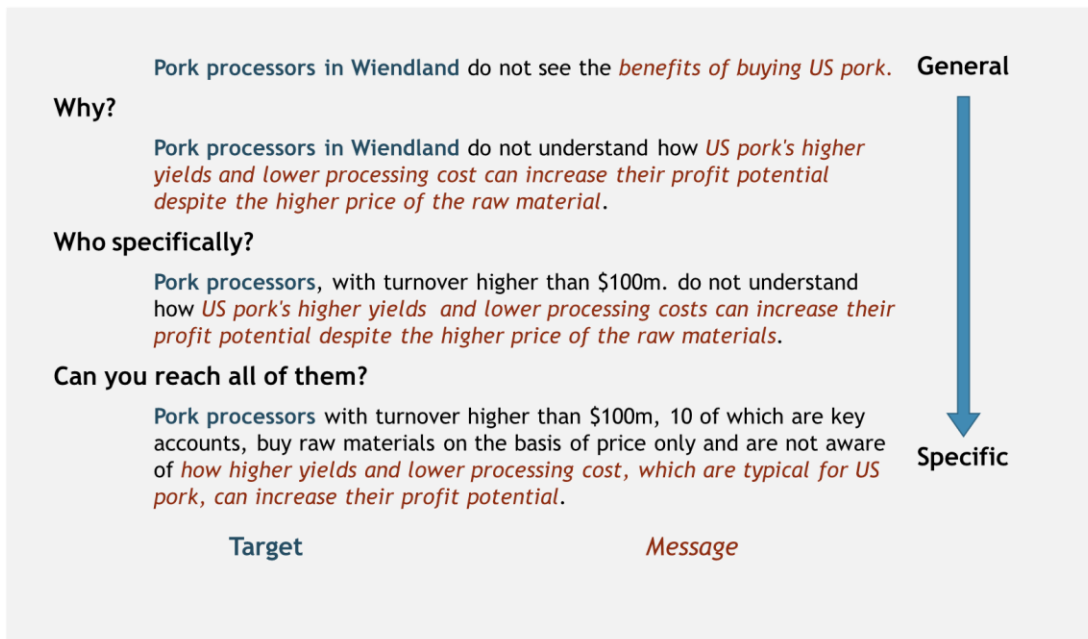 Pork processors in Wiendland do not see the benefits of buying US pork.
General
Why?
Pork processors in Wiendland do not understand how US pork's higher
yields and lower processing cost can increase their profit potential
despite the higher price of the raw material.
Who specifically?
Pork processors, with turnover higher than $100m. do not understand
how US pork's higher yields and lower processing costs can increase their
profit potential despite the higher price of the raw materials.
Can you reach all of them?
Pork processors with turnover higher than $100m, 10 of which are key
accounts, buy raw materials on the basis of price only and are not aware
of how higher yields and lower processing cost, which are typical for US
pork, can increase their profit potential.
Specific
Target
Message